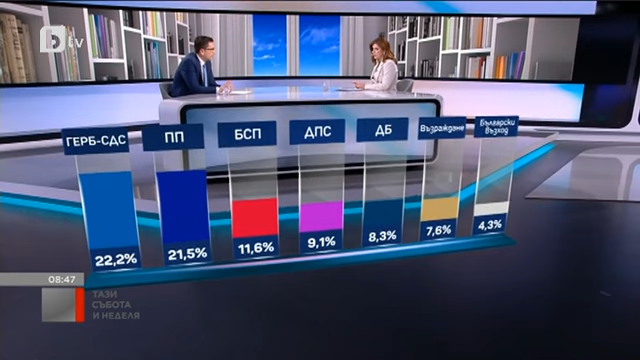 bTV
ГЕРБ-СДС
ПП
БСП
ДПС
ДБ
Възраждане
Български
възход
22,2%
21,5%
11,6%
9,1%
8,3%
7,6%
4,3%
08:47
ТАЗИ
СЪБОТА
И НЕДЕЛЯ